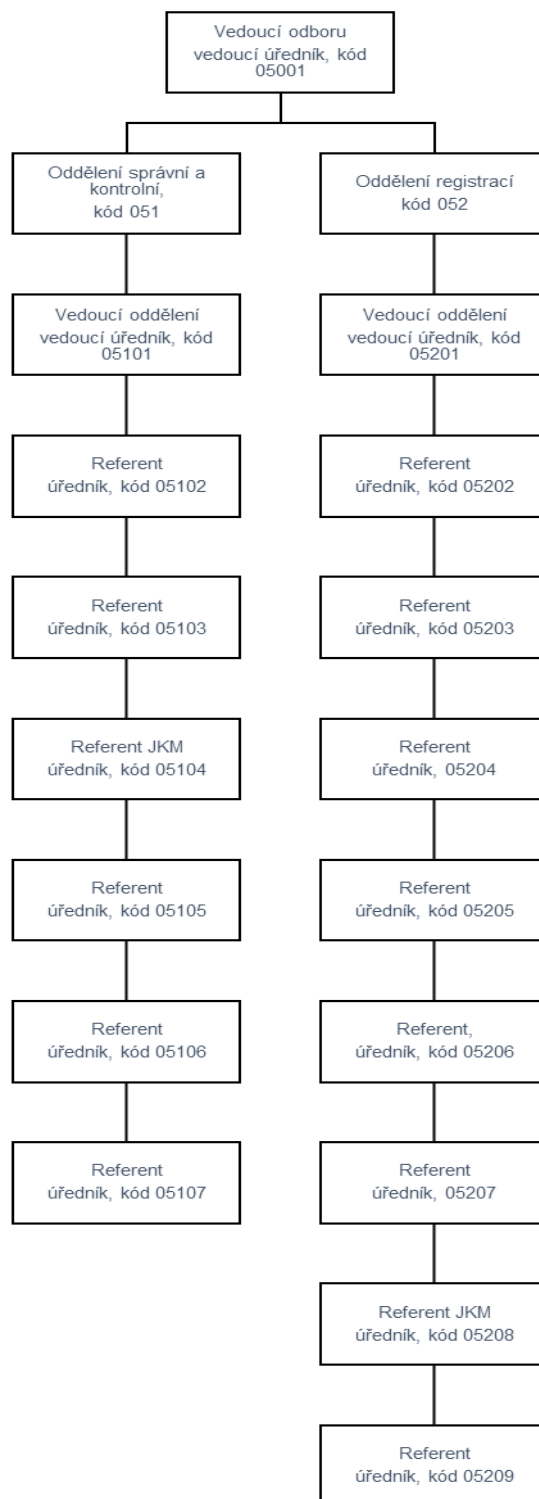 Vedoucí odboru
vedoucí úředník, kód
05001
Oddělení správní a
kontrolní,
kód 051
Vedoucí oddělení
vedoucí úředník, kód
05101
Referent
úředník, kód 05102
Referent
úředník, kód 05103
Referent JKM
úředník, kód 05104
Referent
úředník, kód 05105
Referent
úředník, kód 05106
Referent
úředník, kód 05107
Oddělení registrací
kód 052
Vedoucí oddělení
vedoucí úředník, kód
05201
Referent
úředník, kód 05202
Referent
úředník, kód 05203
Referent
úředník, 05204
Referent
úředník, kód 05205
Referent,
úředník, kód 05206
Referent
úředník, 05207
Referent JKM
úředník, kód 05208
Referent
úředník, kód 05209